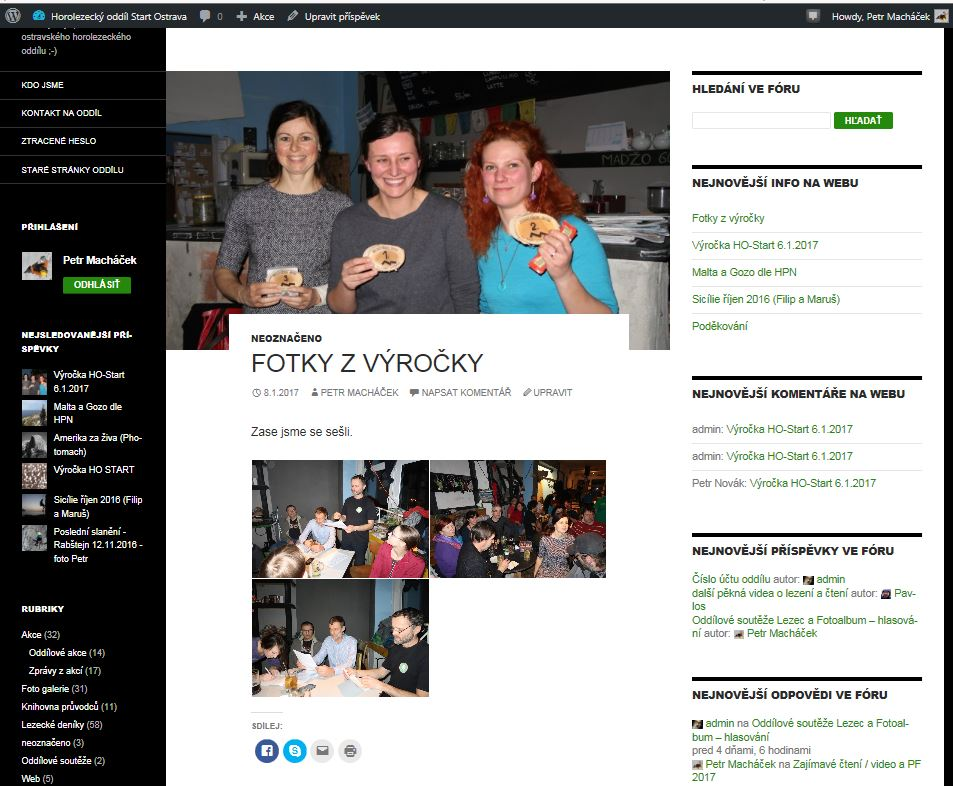 Horolezecký oddíl Start Ostrava
0
Akce
Upravit příspěvek
Howdy, Petr Macháček
ostravského horolezeckého
oddílu ;-)
KDO JSME
KONTAKT NA ODDÍL
ZTRACENÉ HESLO
STARÉ STRÁNKY ODDÍLU
PŘIHLÁŠENÍ
Petr Macháček
ODHLÁSIŤ
NEJSLEDOVANĚJŠÍ PŘÍ-
SPĚVKY
Výročka HO-Start
6.1.2017
Malta a Gozo dle
HPN
Amerika za živa (Pho-
tomach)
Výročka HO START
Sicílie říjen 2016 (Filip
a Maruš)
Poslední slanění -
Rabštejn 12.11.2016 -
foto Petr
RUBRIKY
Akce (32)
Oddílové akce (14)
Zprávy z akcí (17)
Foto galerie (31)
Knihovna průvodců (11)
Lezecké deníky (58)
neoznačeno (3)
Oddílové soutěže (2)
Web (5)
MADŽO
3
1
2
NEOZNAČENO
FOTKY Z VÝROČKY
8.1.2017
PETR MACHÁČEK
NAPSAT KOMENTÁŘ
UPRAVIT
Zase jsme se sešli.
SDÍLEJ:
HLEDÁNÍ VE FÓRU
HĽADAŤ
NEJNOVĚJŠÍ INFO NA WEBU
Fotky z výročky
Výročka HO-Start 6.1.2017
Malta a Gozo dle HPN
Sicílie říjen 2016 (Filip a Maruš)
Poděkování
NEJNOVĚJŠÍ KOMENTÁŘE NA WEBU
admin: Výročka HO-Start 6.1.2017
admin: Výročka HO-Start 6.1.2017
Petr Novák: Výročka HO-Start 6.1.2017
NEJNOVĚJŠÍ PŘÍSPĚVKY VE FÓRU
Číslo účtu oddílu autor: admin
další pěkná videa o lezení a čtení autor: Pav-
los
Oddílové soutěže Lezec a Fotoalbum – hlasová-
ní autor: Petr Macháček
NEJNOVĚJŠÍ ODPOVĚDI VE FÓRU
admin na Oddílové soutěže Lezec a Fotoal-
bum – hlasování
pred 4 dňami, 6 hodinami
Petr Macháček na Zajímavé čtení / video a PF
2017